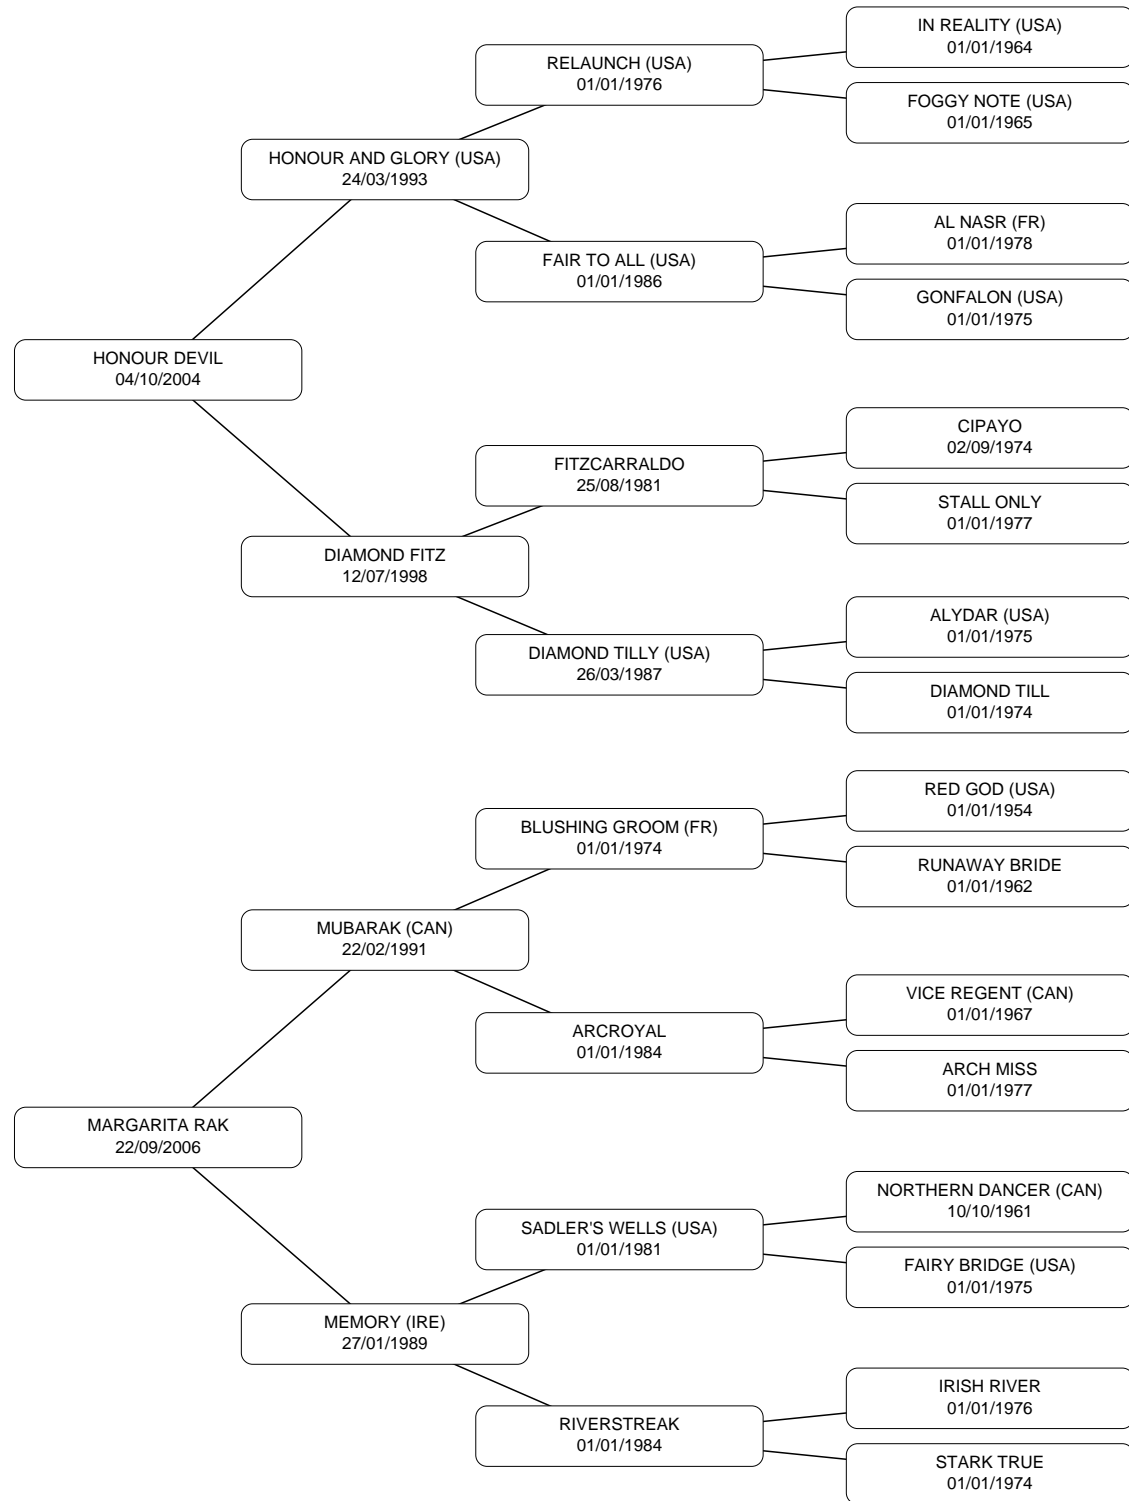 IN REALITY (USA)
01/01/1964
RELAUNCH (USA)
01/01/1976
FOGGY NOTE (USA)
01/01/1965
HONOUR AND GLORY (USA)
24/03/1993
AL NASR (FR)
01/01/1978
FAIR TO ALL (USA)
01/01/1986
GONFALON (USA)
01/01/1975
HONOUR DEVIL
04/10/2004
CIPAYO
02/09/1974
FITZCARRALDO
25/08/1981
STALL ONLY
01/01/1977
DIAMOND FITZ
12/07/1998
ALYDAR (USA)
01/01/1975
DIAMOND TILLY (USA)
26/03/1987
DIAMOND TILL
01/01/1974
RED GOD (USA)
01/01/1954
BLUSHING GROOM (FR)
01/01/1974
RUNAWAY BRIDE
01/01/1962
MUBARAK (CAN)
22/02/1991
VICE REGENT (CAN)
01/01/1967
ARCROYAL
01/01/1984
ARCH MISS
01/01/1977
MARGARITA RAK
22/09/2006
NORTHERN DANCER (CAN)
10/10/1961
SADLER'S WELLS (USA)
01/01/1981
FAIRY BRIDGE (USA)
01/01/1975
MEMORY (IRE)
27/01/1989
IRISH RIVER
01/01/1976
RIVERSTREAK
01/01/1984
STARK TRUE
01/01/1974